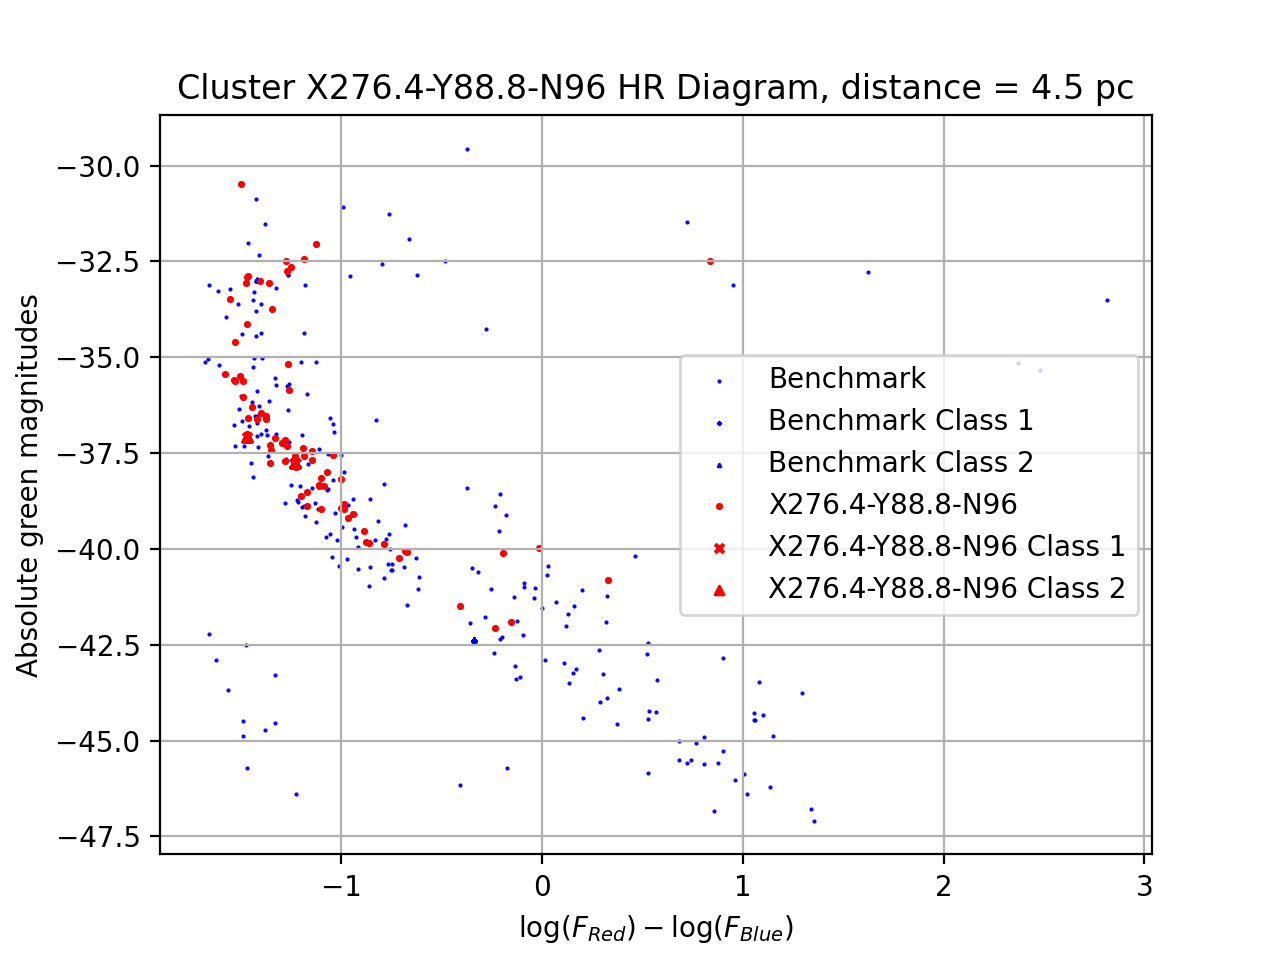 Cluster X276.4-Y88.8-N96 HR Diagram, distance = 4.5 pc
Absolute green magnitudes
−30.0
−32.5
−35.0
−37.5
−40.0
−42.5
−45.0
−47.5
Benchmark
Benchmark Class 1
Benchmark Class 2
X276.4-Y88.8-N96
X276.4-Y88.8-N96 Class 1
X276.4-Y88.8-N96 Class 2
−1 0 1 2 3
log(F_Red) − log(F_Blue)